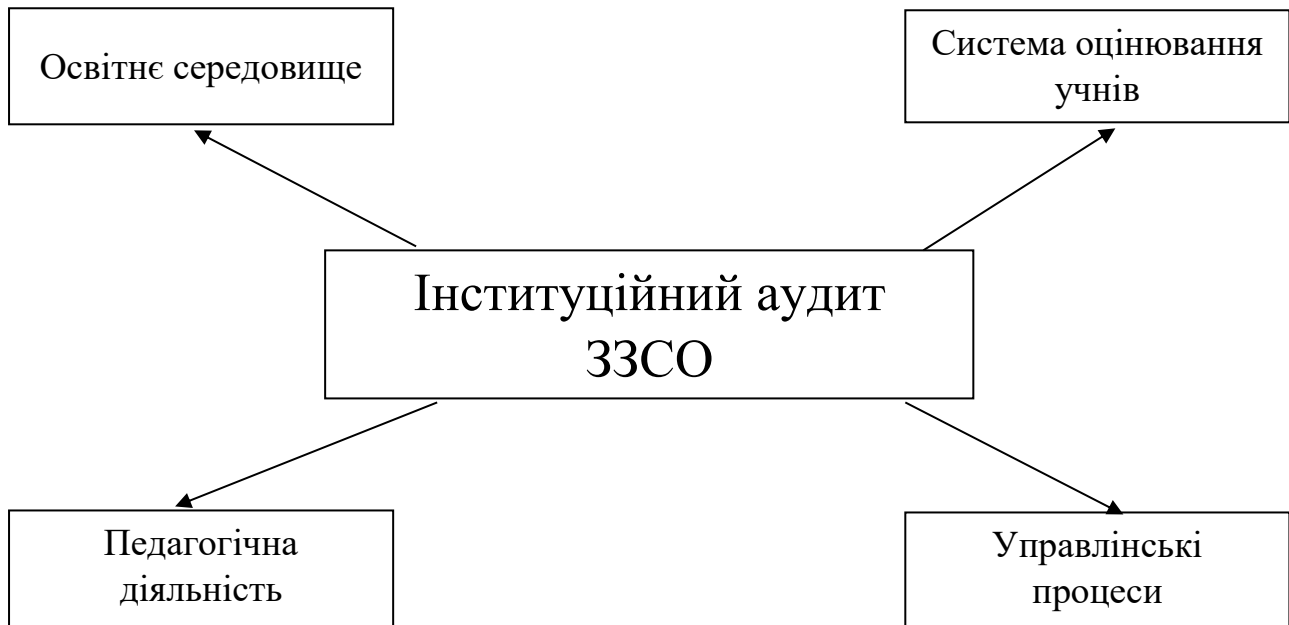 Освітнє середовище
Система оцінювання
учнів
Інституційний аудит
ЗЗСО
Педагогічна
діяльність
Управлінські
процеси